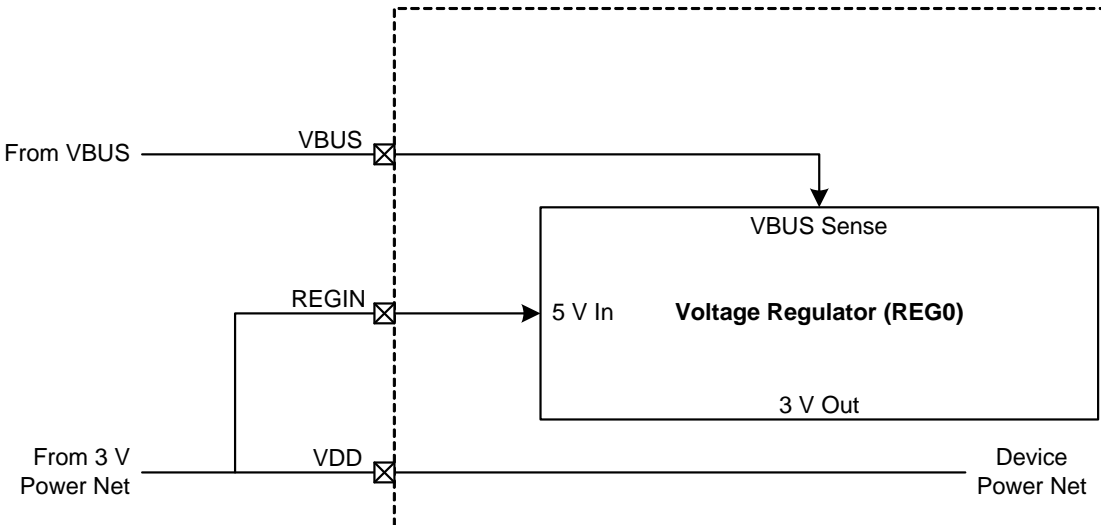 VBUS
From VBUS
VBUS Sense
REGIN
5 V In
Voltage Regulator (REG0)
3 V Out
From 3 V
Power Net
VDD
Device
Power Net